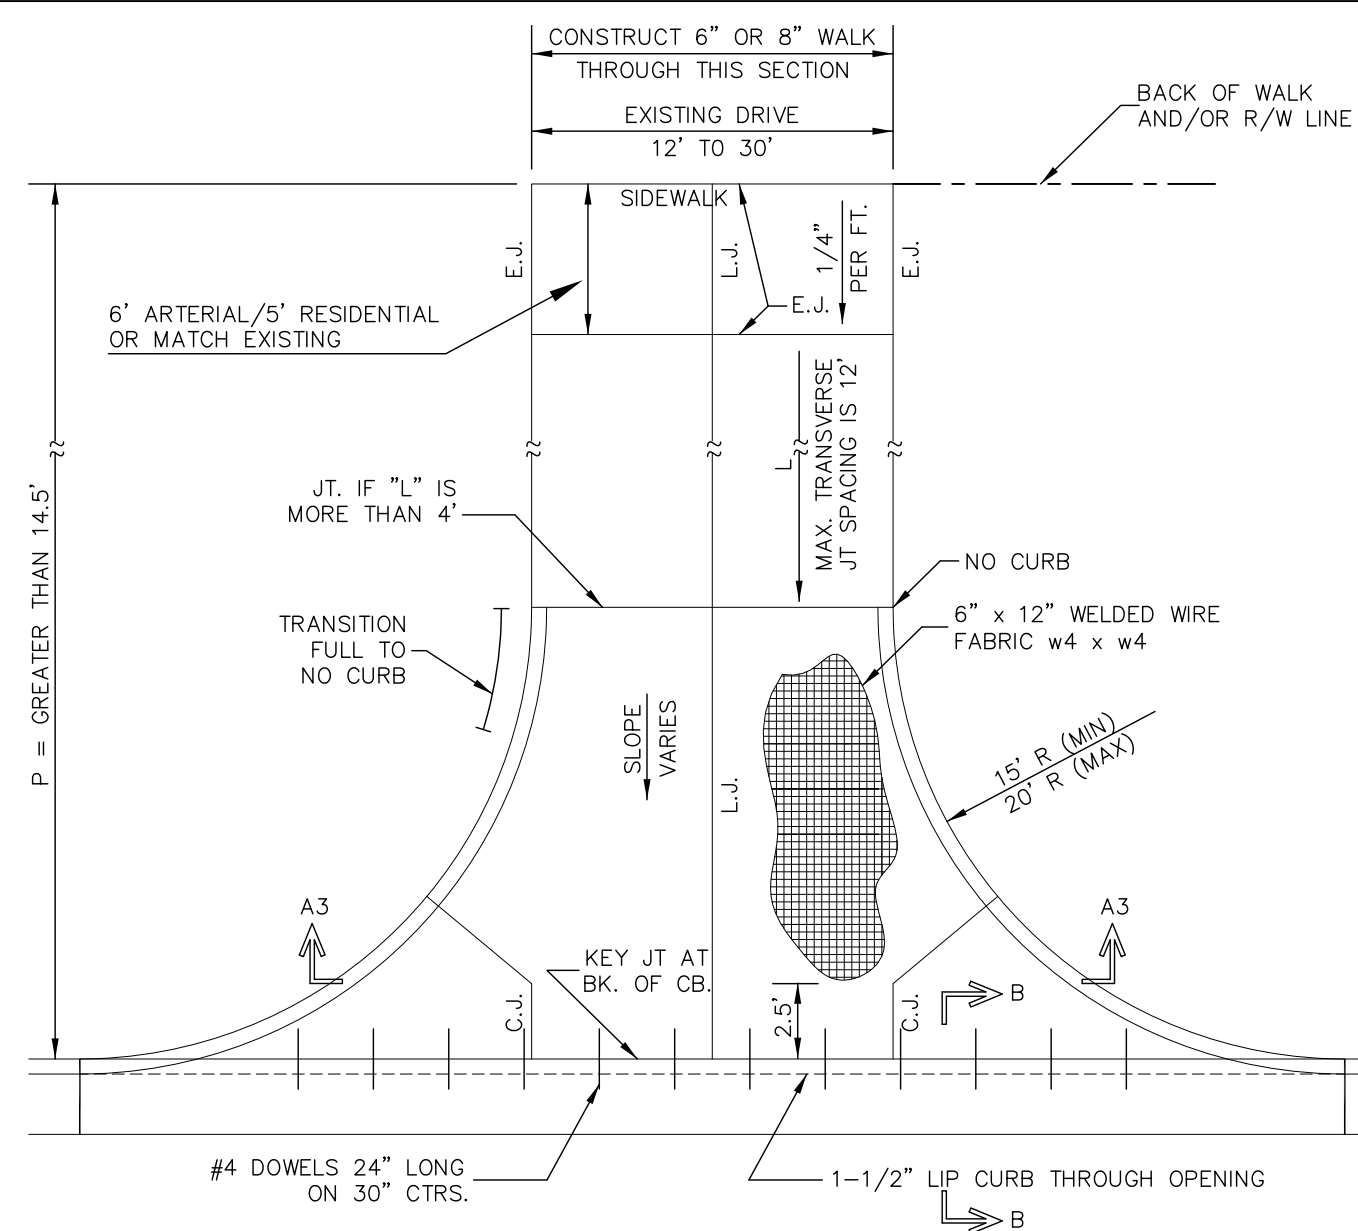 CONSTRUCT 6" OR 8" WALK
THROUGH THIS SECTION
BACK OF WALK
AND/OR R/W LINE
EXISTING DRIVE
12' TO 30'
SIDEWALK
E.J.
L.J.
1/4"
PER FT.
E.J.
E.J.
6' ARTERIAL/5' RESIDENTIAL
OR MATCH EXISTING
L
MAX. TRANSVERSE
JT SPACING IS 12'
P = GREATER THAN 14.5'
JT. IF "L" IS
MORE THAN 4'
NO CURB
6" x 12" WELDED WIRE
FABRIC w4 x w4
TRANSITION
FULL TO
NO CURB
SLOPE
VARIES
L.J.
15' R (MIN)
20' R (MAX)
A3
A3
KEY JT AT
BK. OF CB.
C.J.
2.5'
C.J.
B
#4 DOWELS 24" LONG
ON 30" CTRS.
1-1/2" LIP CURB THROUGH OPENING
B